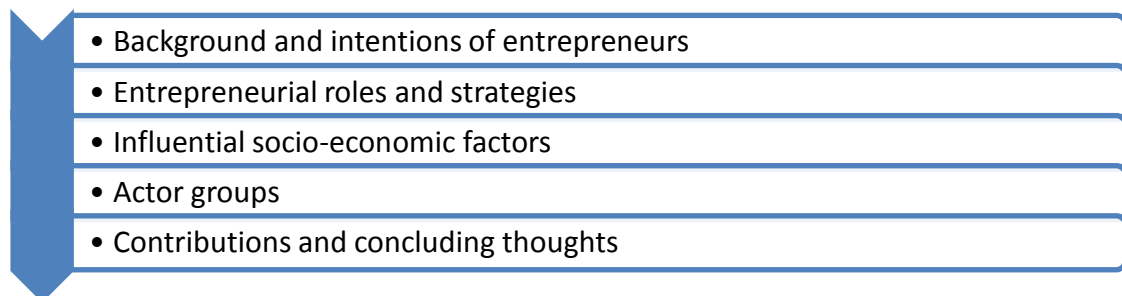 • Background and intentions of entrepreneurs
• Entrepreneurial roles and strategies
• Influential socio-economic factors
• Actor groups
• Contributions and concluding thoughts